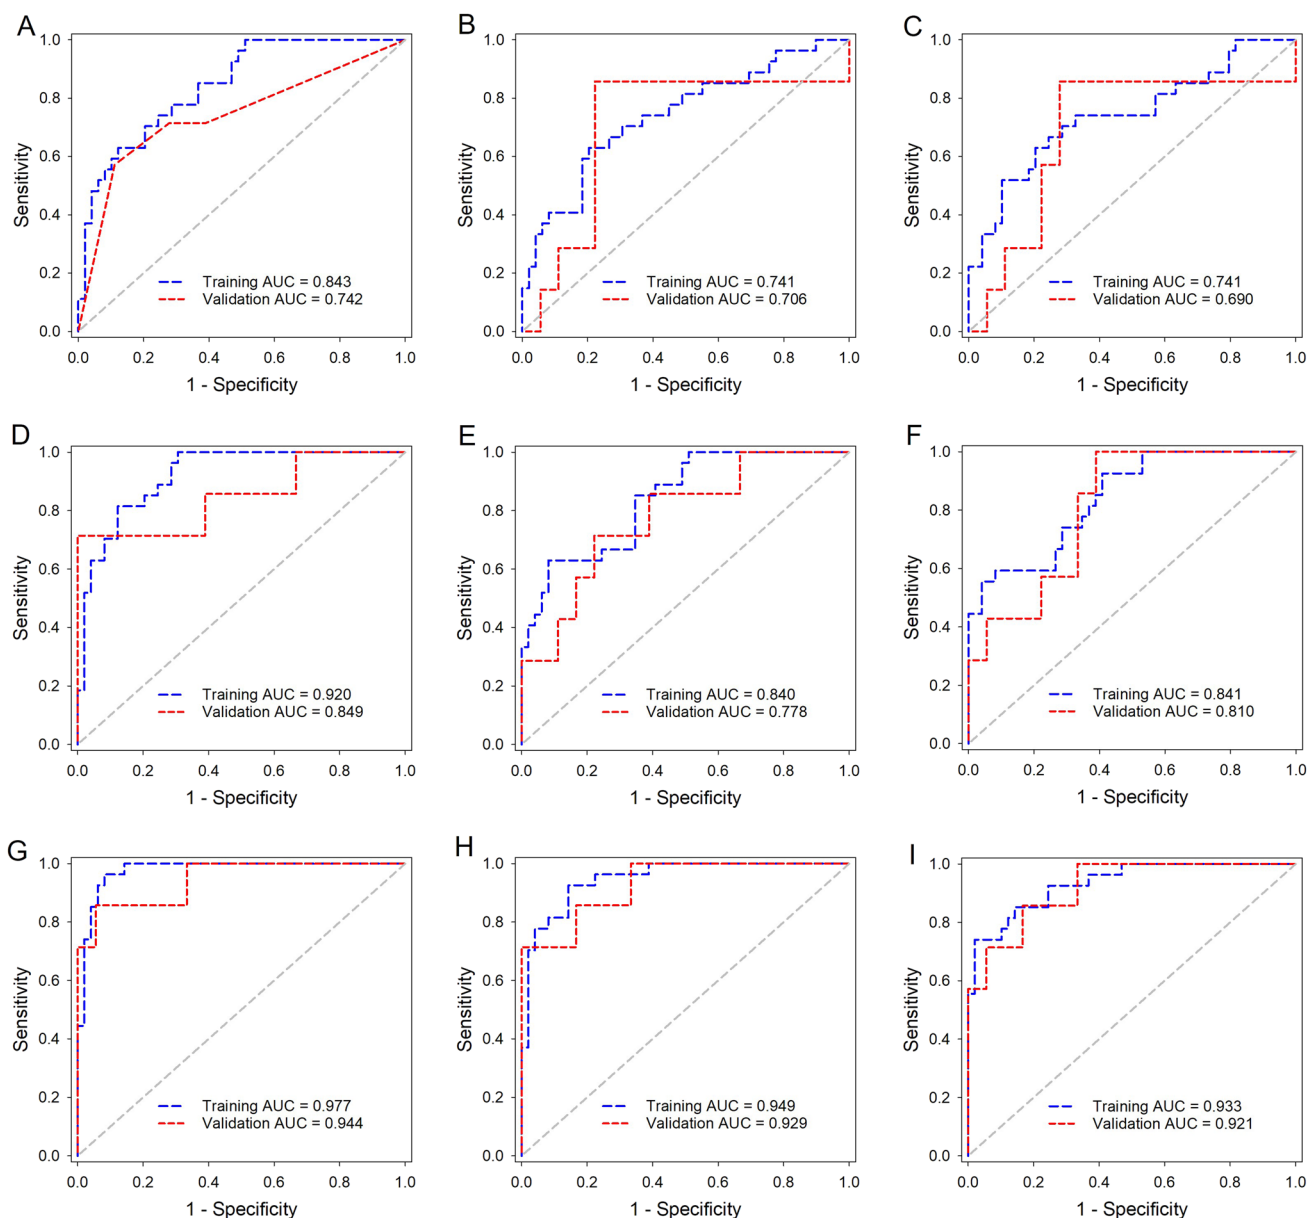 A
1.0
0.8
0.6
0.4
0.2
0.0
Sensitivity
Training AUC = 0.843
Validation AUC = 0.742
0.0 0.2 0.4 0.6 0.8 1.0
1 - Specificity
B
1.0
0.8
0.6
0.4
0.2
0.0
Sensitivity
Training AUC = 0.741
Validation AUC = 0.706
0.0 0.2 0.4 0.6 0.8 1.0
1 - Specificity
C
1.0
0.8
0.6
0.4
0.2
0.0
Sensitivity
Training AUC = 0.741
Validation AUC = 0.690
0.0 0.2 0.4 0.6 0.8 1.0
1 - Specificity
D
1.0
0.8
0.6
0.4
0.2
0.0
Sensitivity
Training AUC = 0.920
Validation AUC = 0.849
0.0 0.2 0.4 0.6 0.8 1.0
1 - Specificity
E
1.0
0.8
0.6
0.4
0.2
0.0
Sensitivity
Training AUC = 0.840
Validation AUC = 0.778
0.0 0.2 0.4 0.6 0.8 1.0
1 - Specificity
F
1.0
0.8
0.6
0.4
0.2
0.0
Sensitivity
Training AUC = 0.841
Validation AUC = 0.810
0.0 0.2 0.4 0.6 0.8 1.0
1 - Specificity
G
1.0
0.8
0.6
0.4
0.2
0.0
Sensitivity
Training AUC = 0.977
Validation AUC = 0.944
0.0 0.2 0.4 0.6 0.8 1.0
1 - Specificity
H
1.0
0.8
0.6
0.4
0.2
0.0
Sensitivity
Training AUC = 0.949
Validation AUC = 0.929
0.0 0.2 0.4 0.6 0.8 1.0
1 - Specificity
I
1.0
0.8
0.6
0.4
0.2
0.0
Sensitivity
Training AUC = 0.933
Validation AUC = 0.921
0.0 0.2 0.4 0.6 0.8 1.0
1 - Specificity